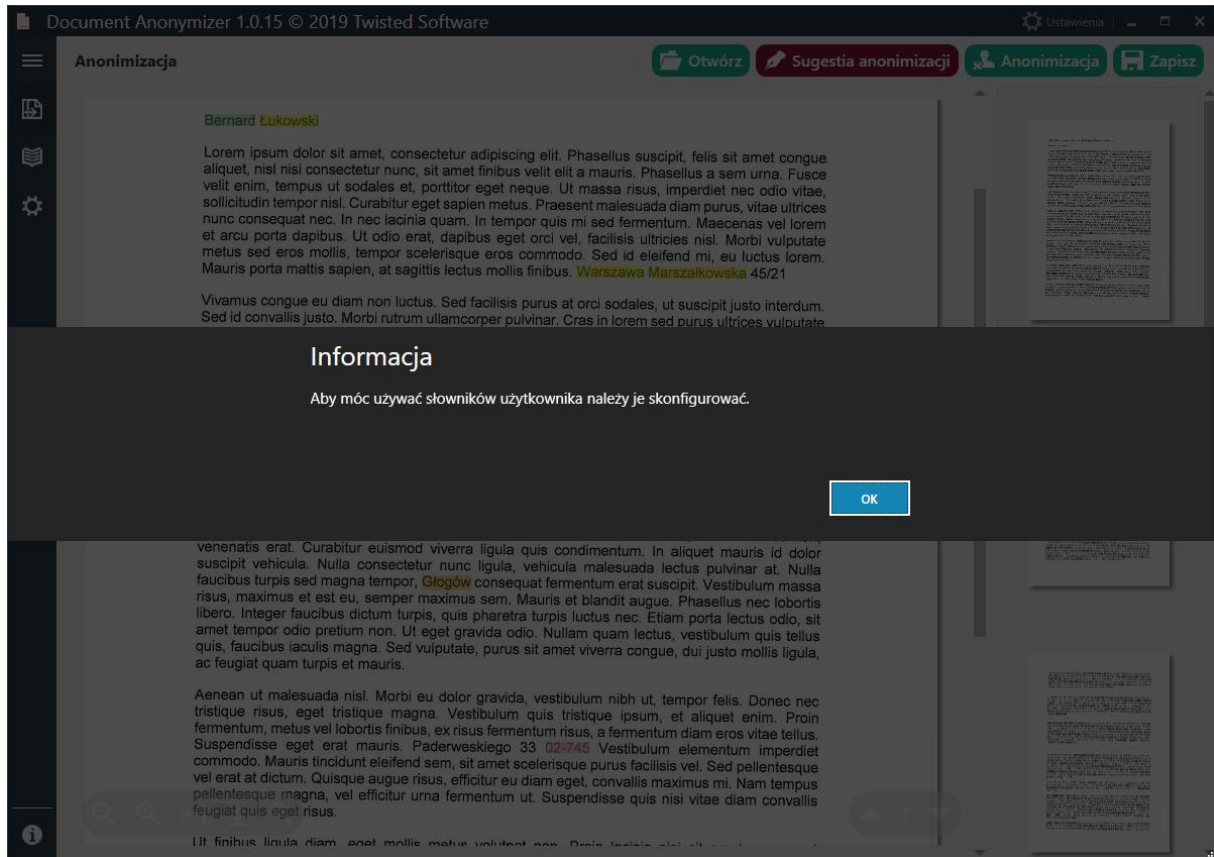 Document Anonymizer 1.0.15 © 2019 Twisted Software
Ustawienia
Anonimizacja
Otwórz
Sugestia anonimizacji
Anonimizacja
Zapisz
Bernard Łukowski
Lorem ipsum dolor sit amet, consectetur adipiscing elit. Phasellus suscipit, felis sit amet congue
aliquet, nisl nisi consectetur nunc, sit amet finibus velit elit a mauris. Phasellus a sem urna. Fusce
velit enim, tempus ut sodales et, porttitor eget neque. Ut massa risus, imperdiet nec odio vitae,
sollicitudin tempor nisl. Curabitur eget sapien metus. Praesent malesuada diam purus, vitae ultrices
nunc consequat nec. In nec lacinia quam. In tempor quis mi sed fermentum. Maecenas vel lorem
et arcu porta dapibus. Ut odio erat, dapibus eget orci vel, facilisis ultricies nisl. Morbi vulputate
metus sed eros mollis, tempor scelerisque eros commodo. Sed id eleifend mi, eu luctus lorem.
Mauris porta mattis sapien, at sagittis lectus mollis finibus. Warszawa Marszałkowska 45/21
Vivamus congue eu diam non luctus. Sed facilisis purus at orci sodales, ut suscipit justo interdum.
Sed id convallis justo. Morbi rutrum ullamcorper pulvinar. Cras in lorem sed purus ultrices vulputate
Informacja
Aby móc używać słowników użytkownika należy je skonfigurować.
OK
venenatis erat. Curabitur euismod viverra ligula quis condimentum. In aliquet mauris id dolor
suscipit vehicula. Nulla consectetur nunc ligula, vehicula malesuada lectus pulvinar at. Nulla
faucibus turpis sed magna tempor, Głogów consequat fermentum erat suscipit. Vestibulum massa
risus, maximus et est eu, semper maximus sem. Mauris et blandit augue. Phasellus nec lobortis
libero. Integer faucibus dictum turpis, quis pharetra turpis luctus nec. Etiam porta lectus odio, sit
amet tempor odio pretium non. Ut eget gravida odio. Nullam quam lectus, vestibulum quis tellus
quis, faucibus iaculis magna. Sed vulputate, purus sit amet viverra congue, dui justo mollis ligula,
ac feugiat quam turpis et mauris.
Aenean ut malesuada nisl. Morbi eu dolor gravida, vestibulum nibh ut, tempor felis. Donec nec
tristique risus, eget tristique magna. Vestibulum quis tristique ipsum, et aliquet enim. Proin
fermentum, metus vel lobortis finibus, ex risus fermentum risus, a fermentum diam eros vitae tellus.
Suspendisse eget erat mauris. Paderweskiego 33 02-745 Vestibulum elementum imperdiet
commodo. Mauris tincidunt eleifend sem, sit amet scelerisque purus facilisis vel. Sed pellentesque
vel erat at dictum. Quisque augue risus, efficitur eu diam eget, convallis maximus mi. Nam tempus
pellentesque magna, vel efficitur urna fermentum ut. Suspendisse quis nisi vitae diam convallis
feugiat quis eget risus.
Ut finibus ligula diam, eget mollis metus volutpat non.